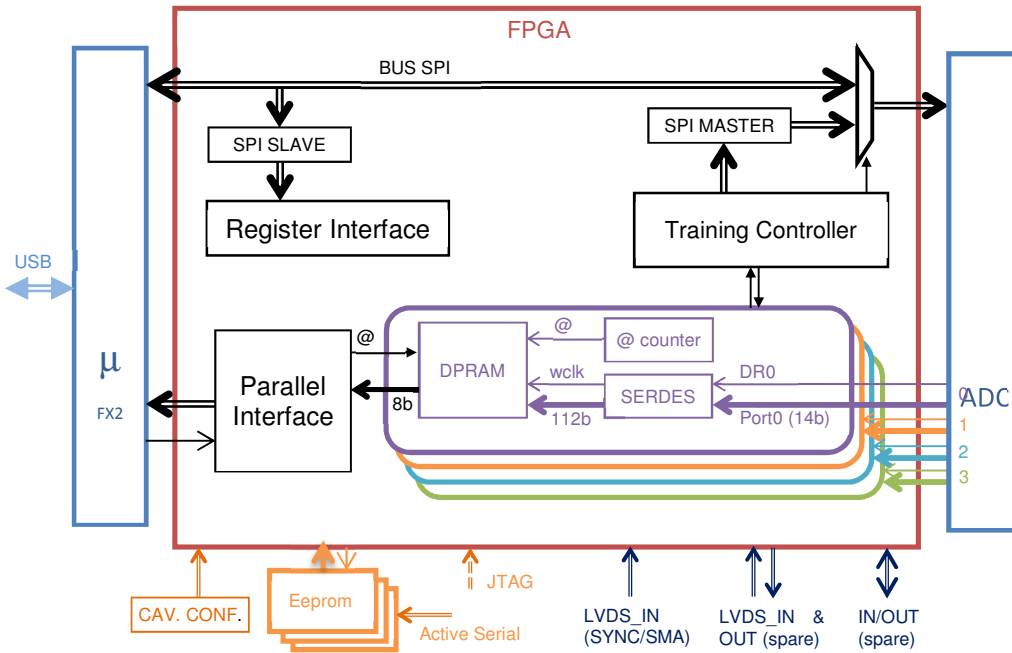 FPGA
BUS SPI
SPI SLAVE
SPI MASTER
Register Interface
Training Controller
USB
μ
FX2
Parallel
Interface
@
8b
DPRAM
@
@ counter
wclk
SERDES
112b
DR0
Port0 (14b)
0
ADC
1
2
3
CAV. CONF.
Eeprom
Active Serial
JTAG
LVDS_IN
(SYNC/SMA)
LVDS_IN &
OUT (spare)
IN/OUT
(spare)